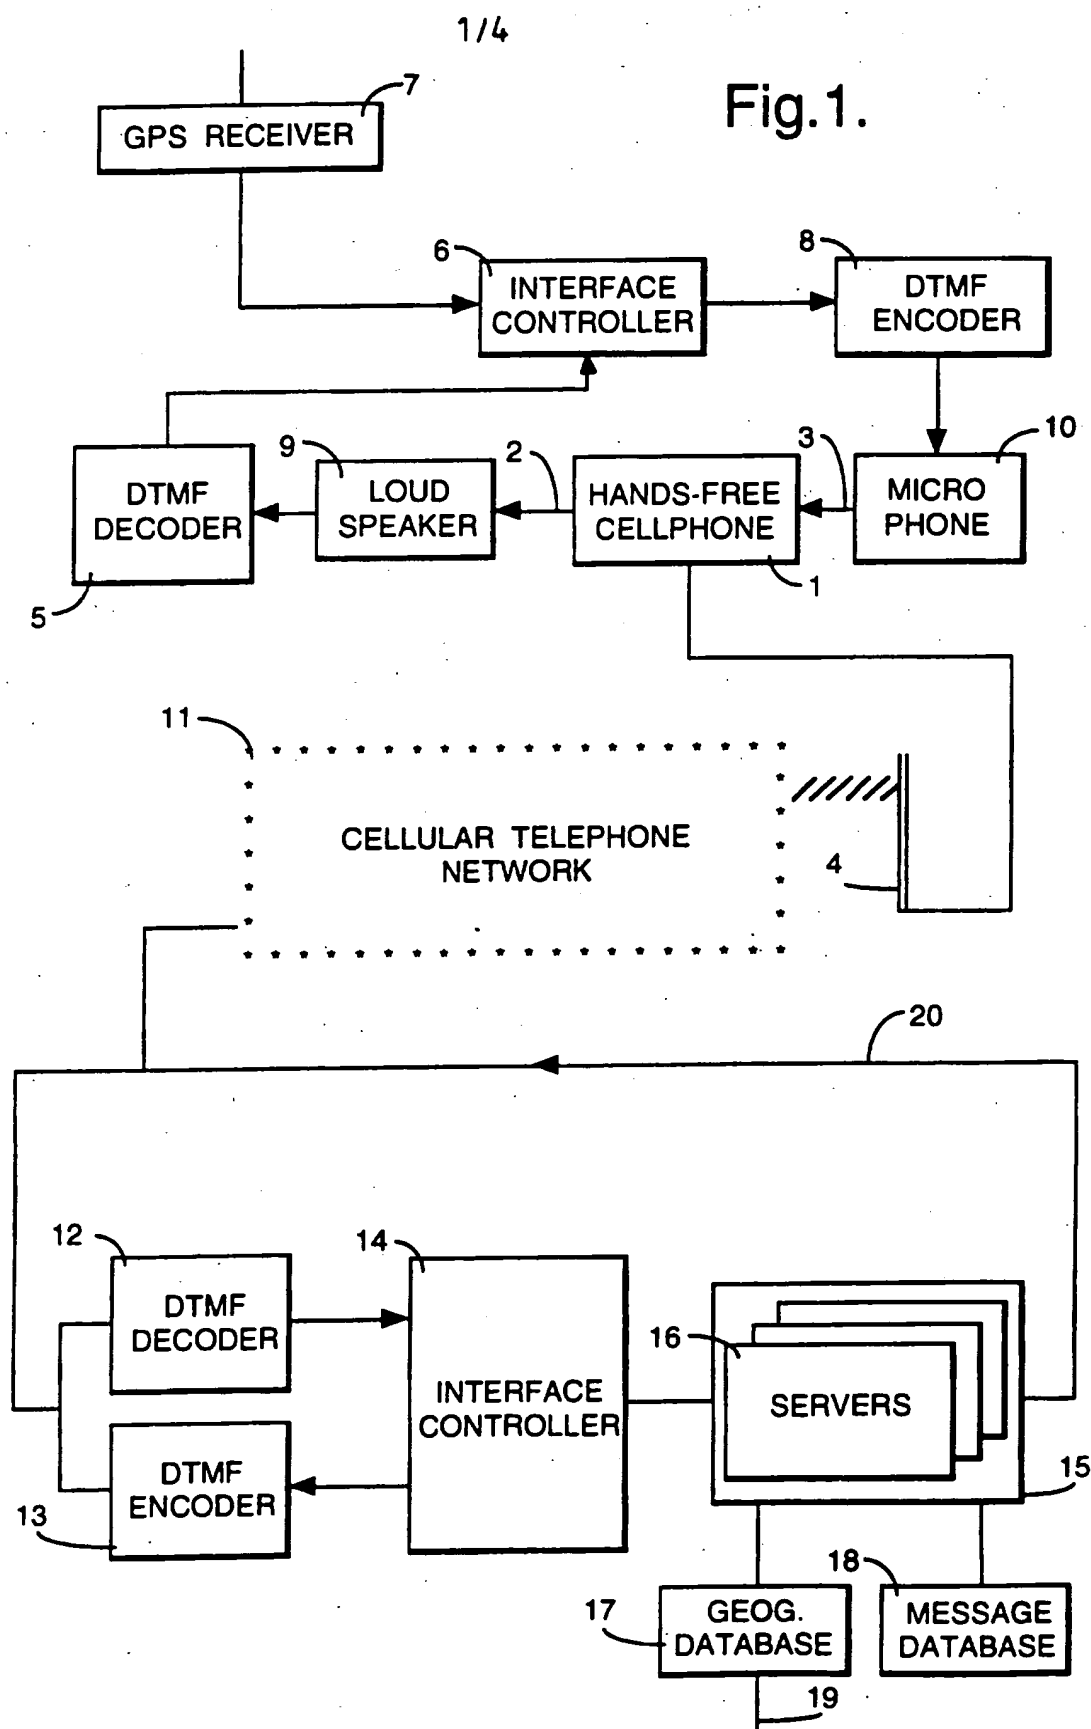 1/4
Fig.1.
7
GPS RECEIVER
6
8
INTERFACE
CONTROLLER
DTMF
ENCODER
9
2
3
10
DTMF
DECODER
LOUD
SPEAKER
HANDS-FREE
CELLPHONE
MICRO
PHONE
5
1
11
CELLULAR TELEPHONE
NETWORK
4
20
12
14
DTMF
DECODER
16
INTERFACE
CONTROLLER
SERVERS
DTMF
ENCODER
13
15
18
17
GEOG.
DATABASE
MESSAGE
DATABASE
19